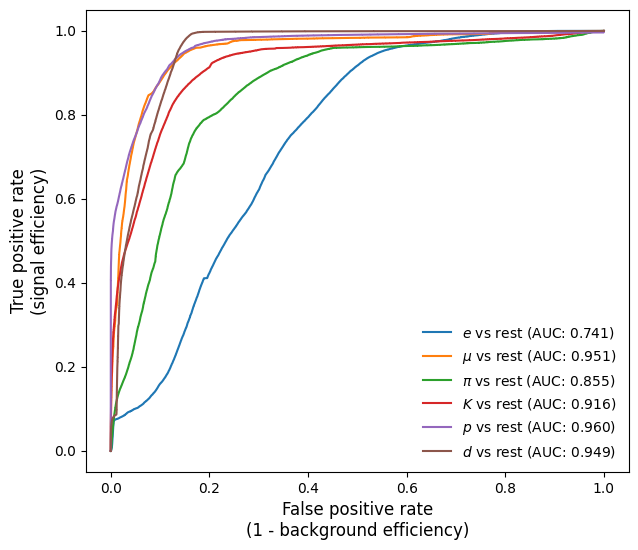 True positive rate
(signal efficiency)
1.0
0.8
0.6
0.4
0.2
0.0
e vs rest (AUC: 0.741)
μ vs rest (AUC: 0.951)
π vs rest (AUC: 0.855)
K vs rest (AUC: 0.916)
p vs rest (AUC: 0.960)
d vs rest (AUC: 0.949)
0.0 0.2 0.4 0.6 0.8 1.0
False positive rate
(1 - background efficiency)